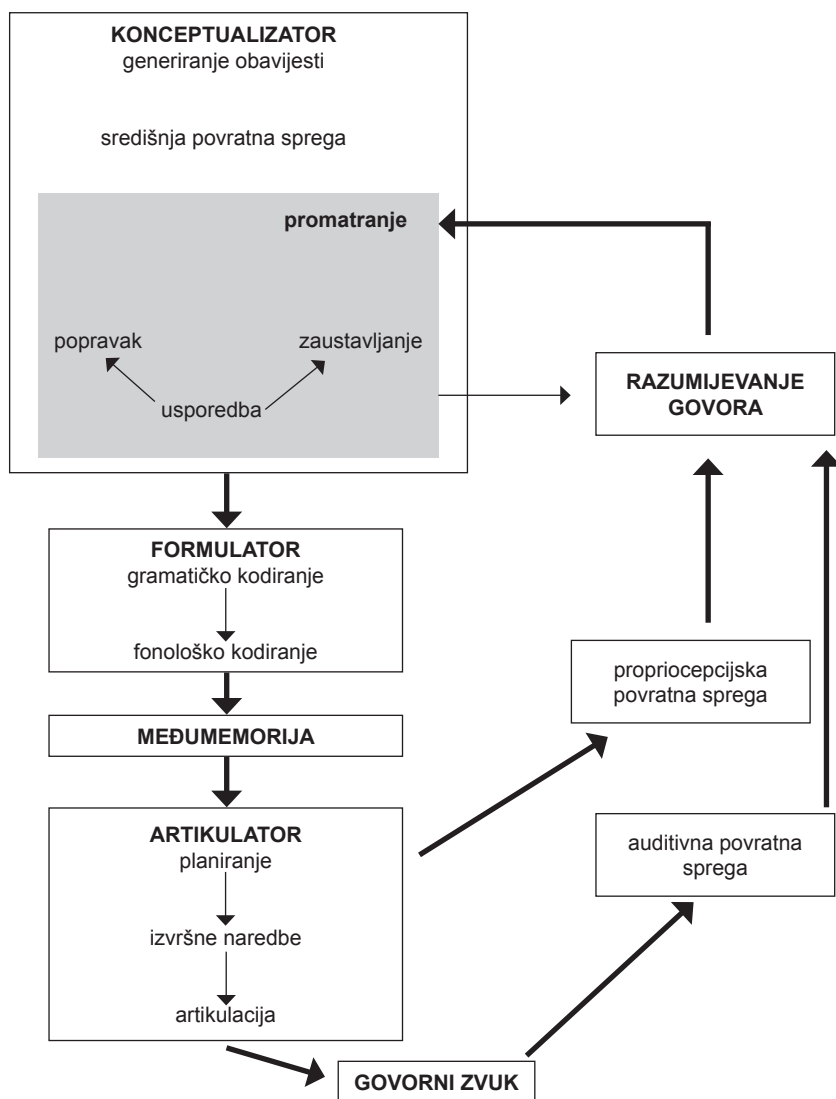 KONCEPTUALIZATOR
generiranje obavijesti
središnja povratna sprega
promatranje
popravak
zaustavljanje
usporedba
RAZUMIJEVANJE
GOVORA
FORMULATOR
gramatičko kodiranje
fonološko kodiranje
MEĐUMEMORIJA
propriocepcijska
povratna sprega
ARTIKULATOR
planiranje
izvršne naredbe
artikulacija
auditivna povratna
sprega
GOVORNI ZVUK